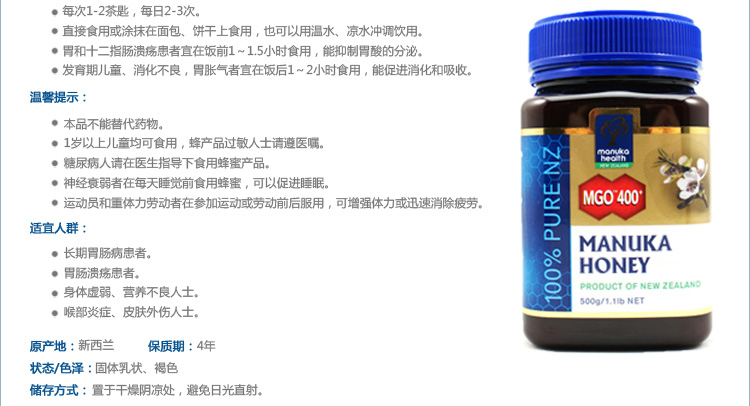 每次1-2茶匙，每日2-3次。
直接食用或涂抹在面包、饼干上食用，也可以用温水、凉水冲调饮用。
胃和十二指肠溃疡患者宜在饭前1～1.5小时食用，能抑制胃酸的分泌。
发育期儿童、消化不良，胃胀气者宜在饭后1～2小时食用，能促进消化和吸收。
温馨提示：
本品不能替代药物。
1岁以上儿童均可食用，蜂产品过敏人士请遵医嘱。
糖尿病人请在医生指导下食用蜂蜜产品。
神经衰弱者在每天睡觉前食用蜂蜜，可以促进睡眠。
运动员和重体力劳动者在参加运动或劳动前后服用，可增强体力或迅速消除疲劳。
适宜人群：
长期胃肠病患者。
胃肠溃疡患者。
身体虚弱、营养不良人士。
喉部炎症、皮肤外伤人士。
原产地：新西兰 保质期：4年
状态/色泽：固体乳状、褐色
储存方式：置于干燥阴凉处，避免日光直射。
manuka
health
NEW ZEALAND
MGO™400+
100% PURE NZ
MANUKA
HONEY
PRODUCT OF NEW ZEALAND
500g/1.1lb NET